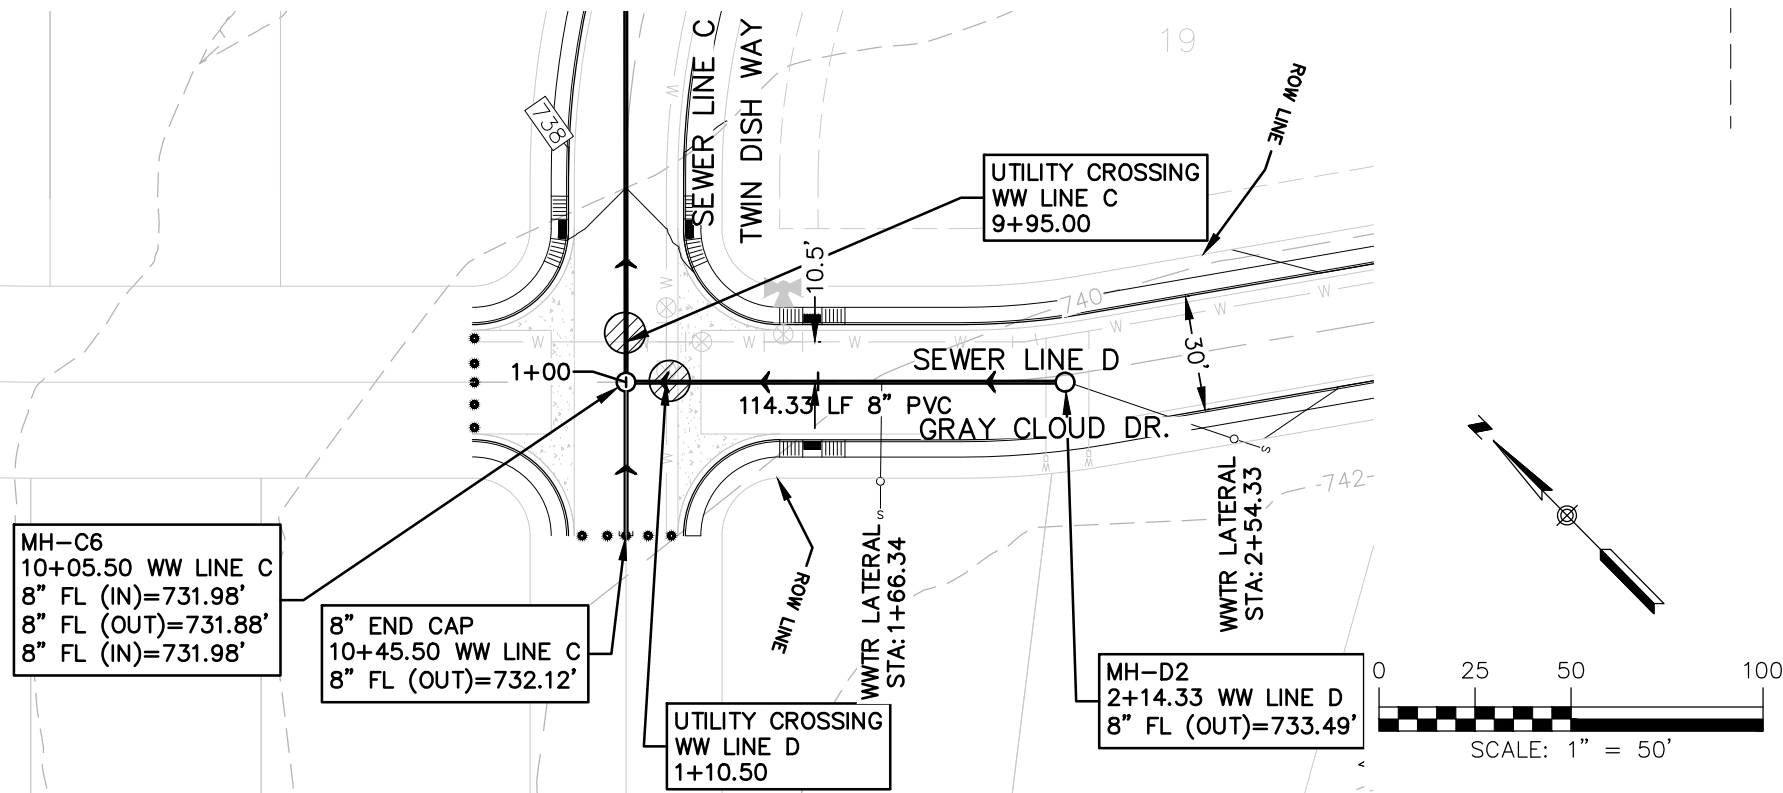 19
738
SEWER LINE C
TWIN DISH WAY
ROW LINE
UTILITY CROSSING
WW LINE C
9+95.00
10.5'
740
W
W
W
W
W
W
W
W
W
W
30'
SEWER LINE D
1+00
114.33 LF 8" PVC
GRAY CLOUD DR.
S
742
N
MH-C6
10+05.50 WW LINE C
8" FL (IN)=731.98'
8" FL (OUT)=731.88'
8" FL (IN)=731.98'
8" END CAP
10+45.50 WW LINE C
8" FL (OUT)=732.12'
ROW LINE
S
WWTR LATERAL
STA:1+66.34
WWTR LATERAL
STA:2+54.33
UTILITY CROSSING
WW LINE D
1+10.50
MH-D2
2+14.33 WW LINE D
8" FL (OUT)=733.49'
0 25 50 100
SCALE: 1" = 50'